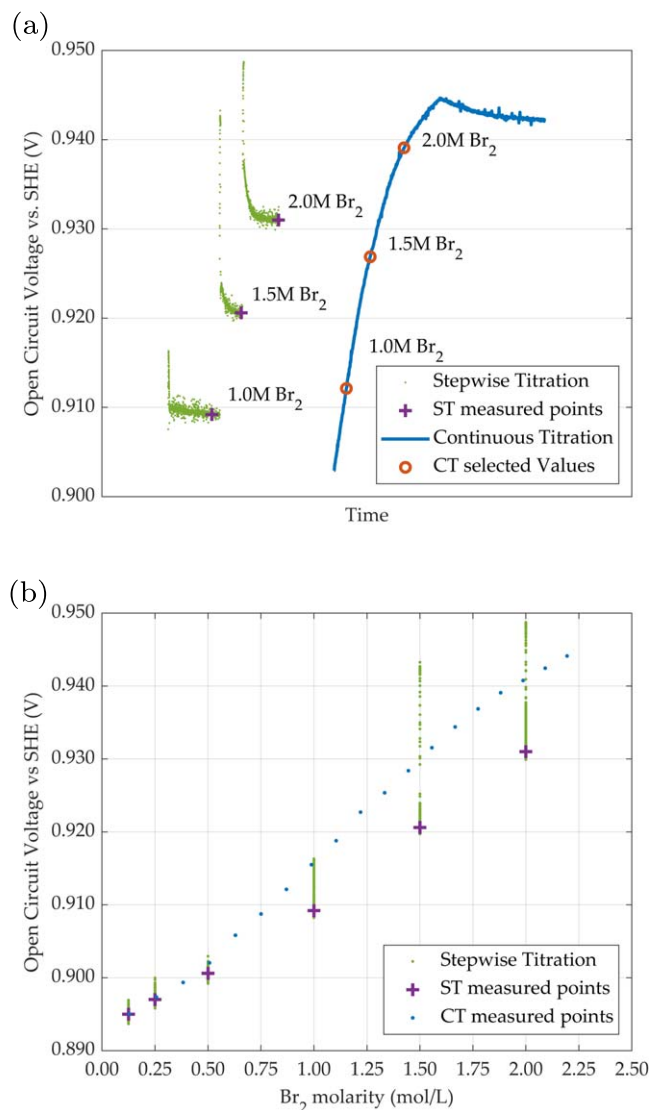 (a)
0.950
0.940
0.930
0.920
0.910
0.900
Open Circuit Voltage vs. SHE (V)
2.0M Br2
1.5M Br2
1.0M Br2
2.0M Br2
1.5M Br2
1.0M Br2
Stepwise Titration
ST measured points
Continuous Titration
CT selected Values
Time
(b)
0.950
0.940
0.930
0.920
0.910
0.900
0.890
Open Circuit Voltage vs SHE (V)
Stepwise Titration
ST measured points
CT measured points
0.00 0.25 0.50 0.75 1.00 1.25 1.50 1.75 2.00 2.25 2.50
Br2 molarity (mol/L)